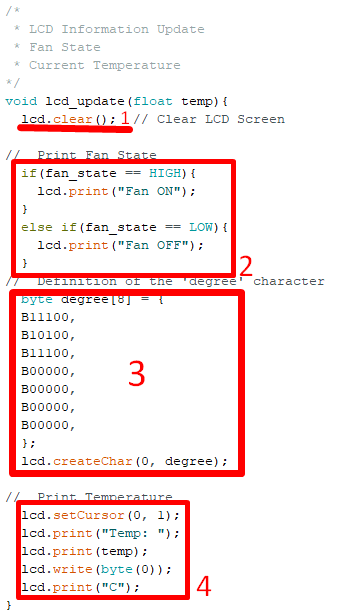 /*
 * LCD Information Update
 * Fan State
 * Current Temperature
*/
void lcd_update(float temp){
  lcd.clear(); 1 // Clear LCD Screen

//  Print Fan State
  if(fan_state == HIGH){
    lcd.print("Fan ON");
  }
  else if(fan_state == LOW){
    lcd.print("Fan OFF");
  }
2
//  Definition of the 'degree' character
  byte degree[8] = {
  B11100,
  B10100,
  B11100,
  B00000,
  B00000,
  B00000,
  B00000,
  };
  lcd.createChar(0, degree);
3

//  Print Temperature
  lcd.setCursor(0, 1);
  lcd.print("Temp: ");
  lcd.print(temp);
  lcd.write(byte(0));
  lcd.print("C");
4
}